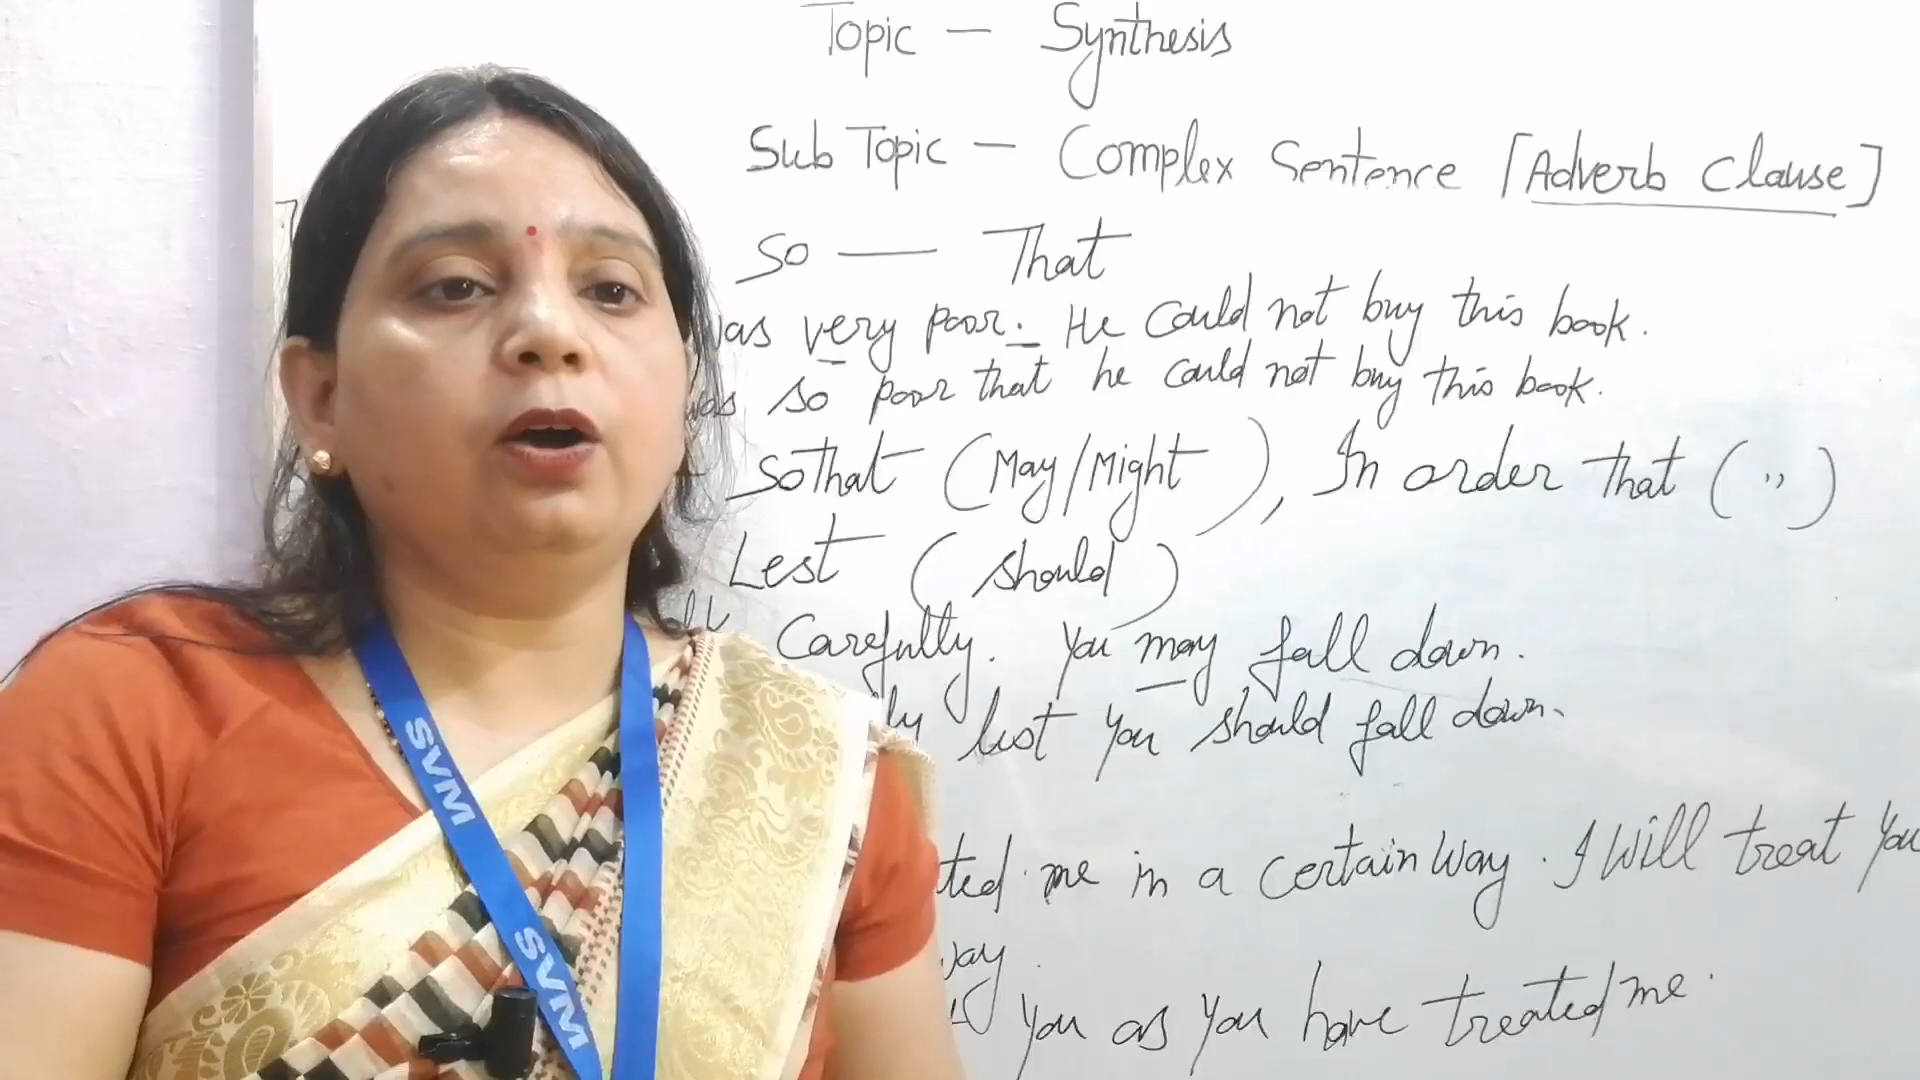 Topic — Synthesis
Sub Topic — Complex Sentence [Adverb Clause]
So —— That
was very poor. He could not buy this book.
was so poor that he could not buy this book.
So that (May/Might), In order that ( ,, )
Lest (should)
Carefully. You may fall down.
ly lest you should fall down.
ted me in a certain way. I will treat you
way.
you as you have treated me.
SVM
SVM